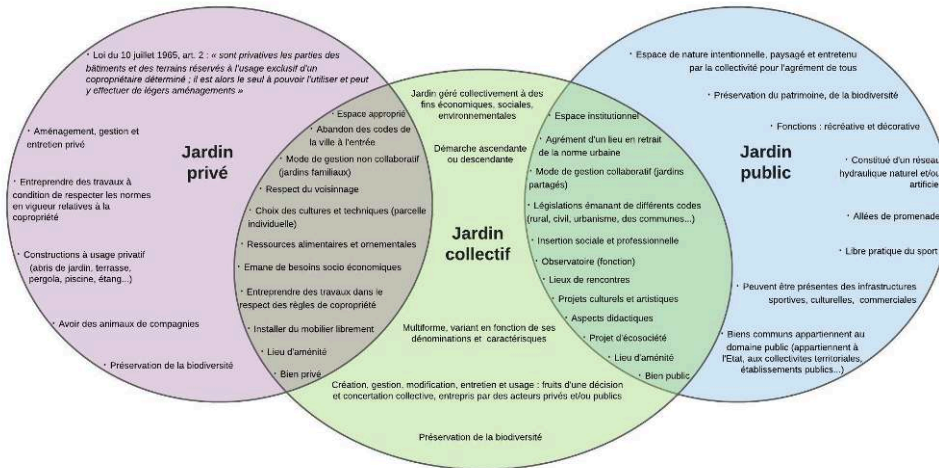 · Loi du 10 juillet 1965, art. 2 : « sont privatives les parties des
bâtiments et des terrains réservés à l'usage exclusif d'un
copropriétaire déterminé ; il est alors le seul à pouvoir l'utiliser et peut
y effectuer de légers aménagements »
· Aménagement, gestion et
entretien privé
Jardin
privé
· Entreprendre des travaux à
condition de respecter les normes
en vigueur relatives à la
copropriété
· Constructions à usage privatif
(abris de jardin, terrasse,
pergola, piscine, étang...)
· Avoir des animaux de compagnies
· Préservation de la biodiversité
· Espace approprié
· Abandon des codes de
la ville à l'entrée
· Mode de gestion non collaboratif
(jardins familiaux)
· Respect du voisinnage
· Choix des cultures et techniques (parcelle
individuelle)
· Ressources alimentaires et ornementales
· Emane de besoins socio économiques
· Entreprendre des travaux dans le
respect des règles de copropriété
· Installer du mobilier librement
· Lieu d'aménité
· Bien privé
Jardin géré collectivement à des
fins économiques, sociales,
environnementales
Démarche ascendante
ou descendante
Jardin
collectif
Multiforme, variant en fonction de ses
dénominations et caractérisques
Création, gestion, modification, entretien et usage : fruits d'une décision
et concertation collective, entrepris par des acteurs privés et/ou publics
Préservation de la biodiversité
· Espace institutionnel
· Agrément d'un lieu en retrait
de la norme urbaine
· Mode de gestion collaboratif (jardins
partagés)
· Législations émanant de différents codes
(rural, civil, urbanisme, des communes...)
· Insertion sociale et professionnelle
· Observatoire (fonction)
· Lieux de rencontres
· Projets culturels et artistiques
· Aspects didactiques
· Projet d'écosociété
· Lieu d'aménité
· Bien public
· Espace de nature intentionnelle, paysagé et entretenu
par la collectivité pour l'agrément de tous
· Préservation du patrimoine, de la biodiversité
· Fonctions : récréative et décorative
Jardin
public
· Constitué d'un réseau
hydraulique naturel et/ou
artificie
· Allées de promenade
· Libre pratique du sport
· Peuvent être présentes des infrastructures
sportives, culturelles, commerciales
· Biens communs appartiennent au
domaine public (appartiennent à
l'Etat, aux collectivites territoriales,
établissements publics...)